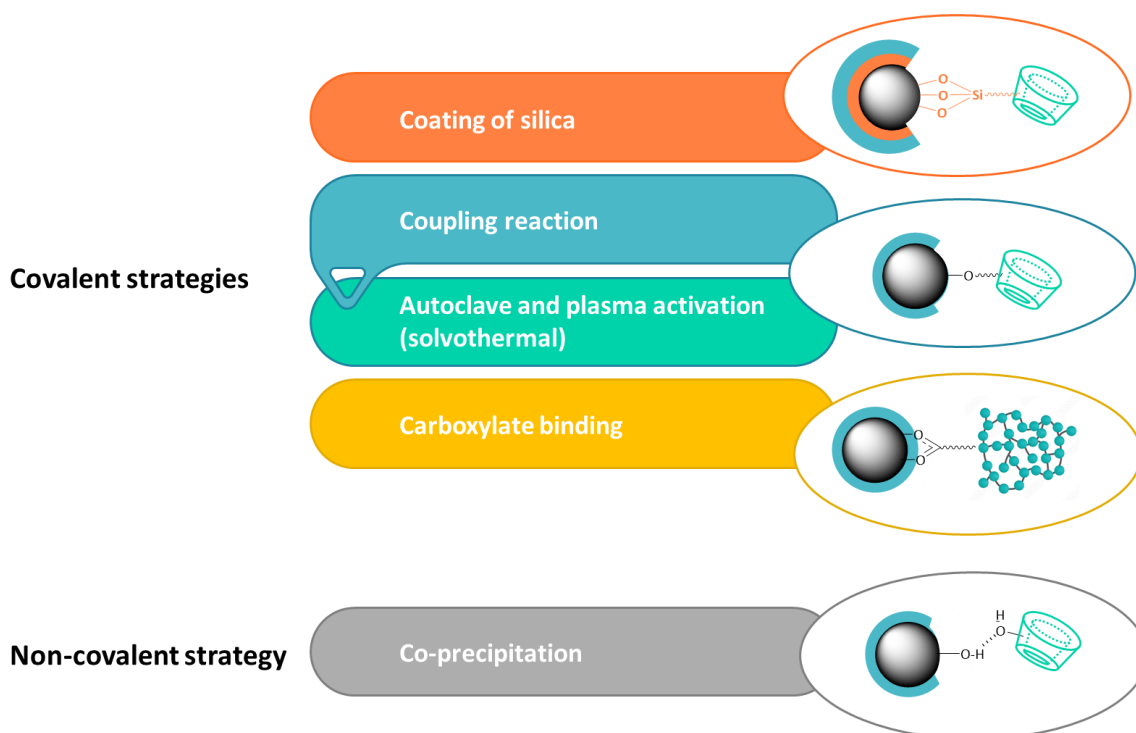 Coating of silica
O
O
Si
O
Coupling reaction
Covalent strategies
O
Autoclave and plasma activation
(solvothermal)
Carboxylate binding
O
O
H
O
Non-covalent strategy
Co-precipitation
O-H